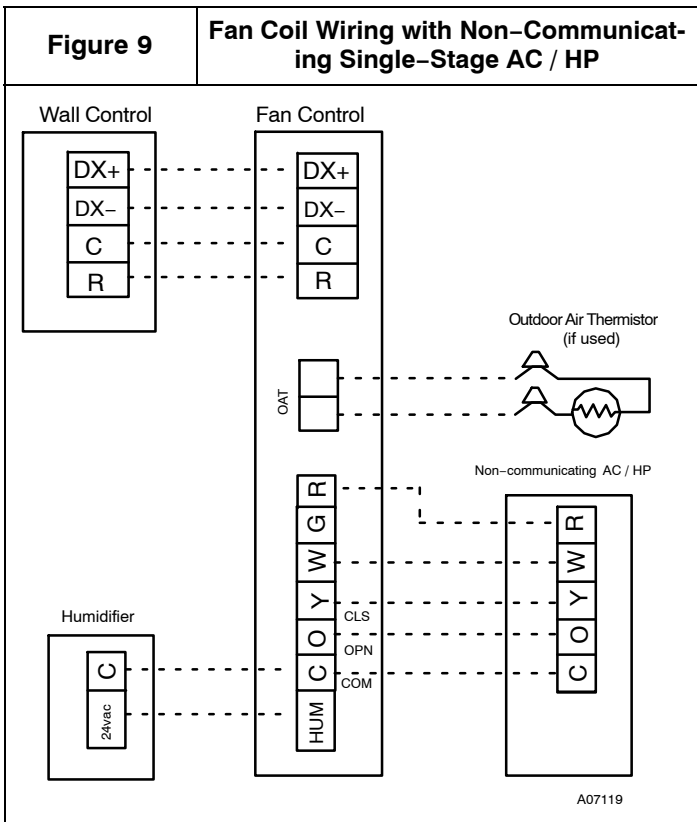 Figure 9
Fan Coil Wiring with Non−Communicat-
ing Single−Stage AC / HP
Wall Control
Fan Control
DX+
DX−
C
R
DX+
DX−
C
R
Outdoor Air Thermistor
(if used)
OAT
Non−communicating AC / HP
R
G
W
Y
O
C
HUM
CLS
OPN
COM
R
W
Y
O
C
Humidifier
C
24vac
A07119